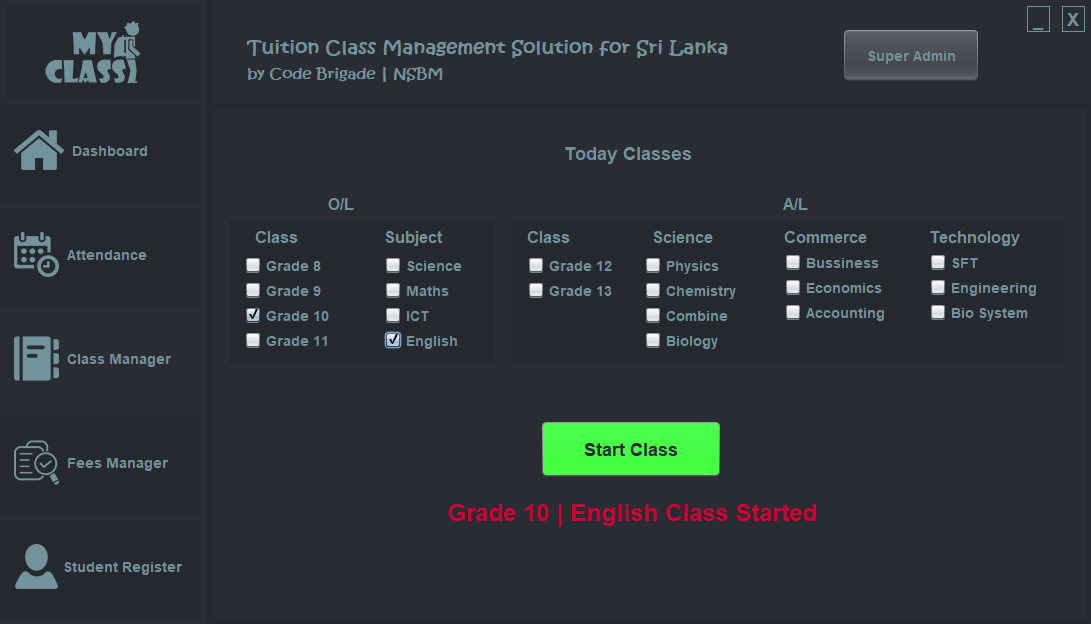 MY
CLASS
Tuition Class Management Solution for Sri Lanka
by Code Brigade | NSBM
Super Admin
_
X
Dashboard
Attendance
Class Manager
Fees Manager
Student Register
Today Classes
O/L
Class
Subject
Grade 8
Science
Grade 9
Maths
Grade 10
ICT
Grade 11
English
A/L
Class
Science
Commerce
Technology
Grade 12
Physics
Bussiness
SFT
Grade 13
Chemistry
Economics
Engineering
Combine
Accounting
Bio System
Biology
Start Class
Grade 10 | English Class Started